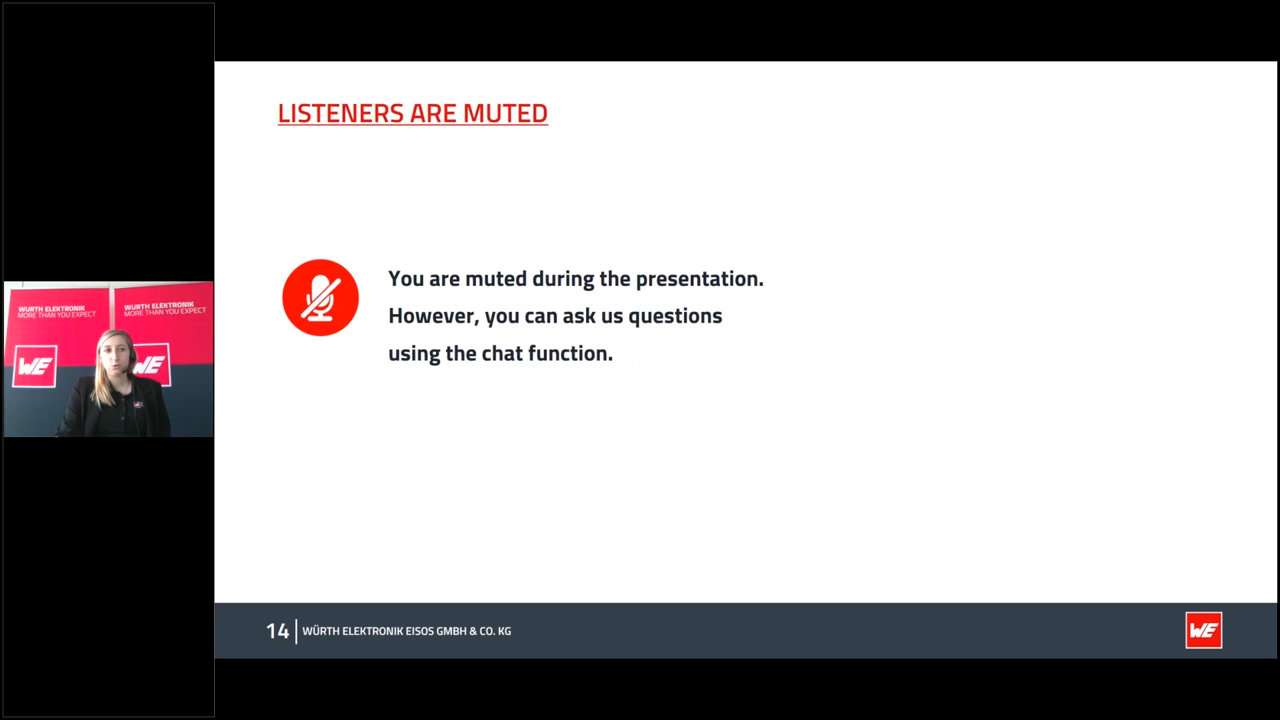 LISTENERS ARE MUTED
You are muted during the presentation.
However, you can ask us questions
using the chat function.
WURTH ELEKTRONIK
MORE THAN YOU EXPECT
WURTH ELEKTRONIK
MORE THAN YOU EXPECT
WE
WE
14 WÜRTH ELEKTRONIK EISOS GMBH & CO. KG
WE